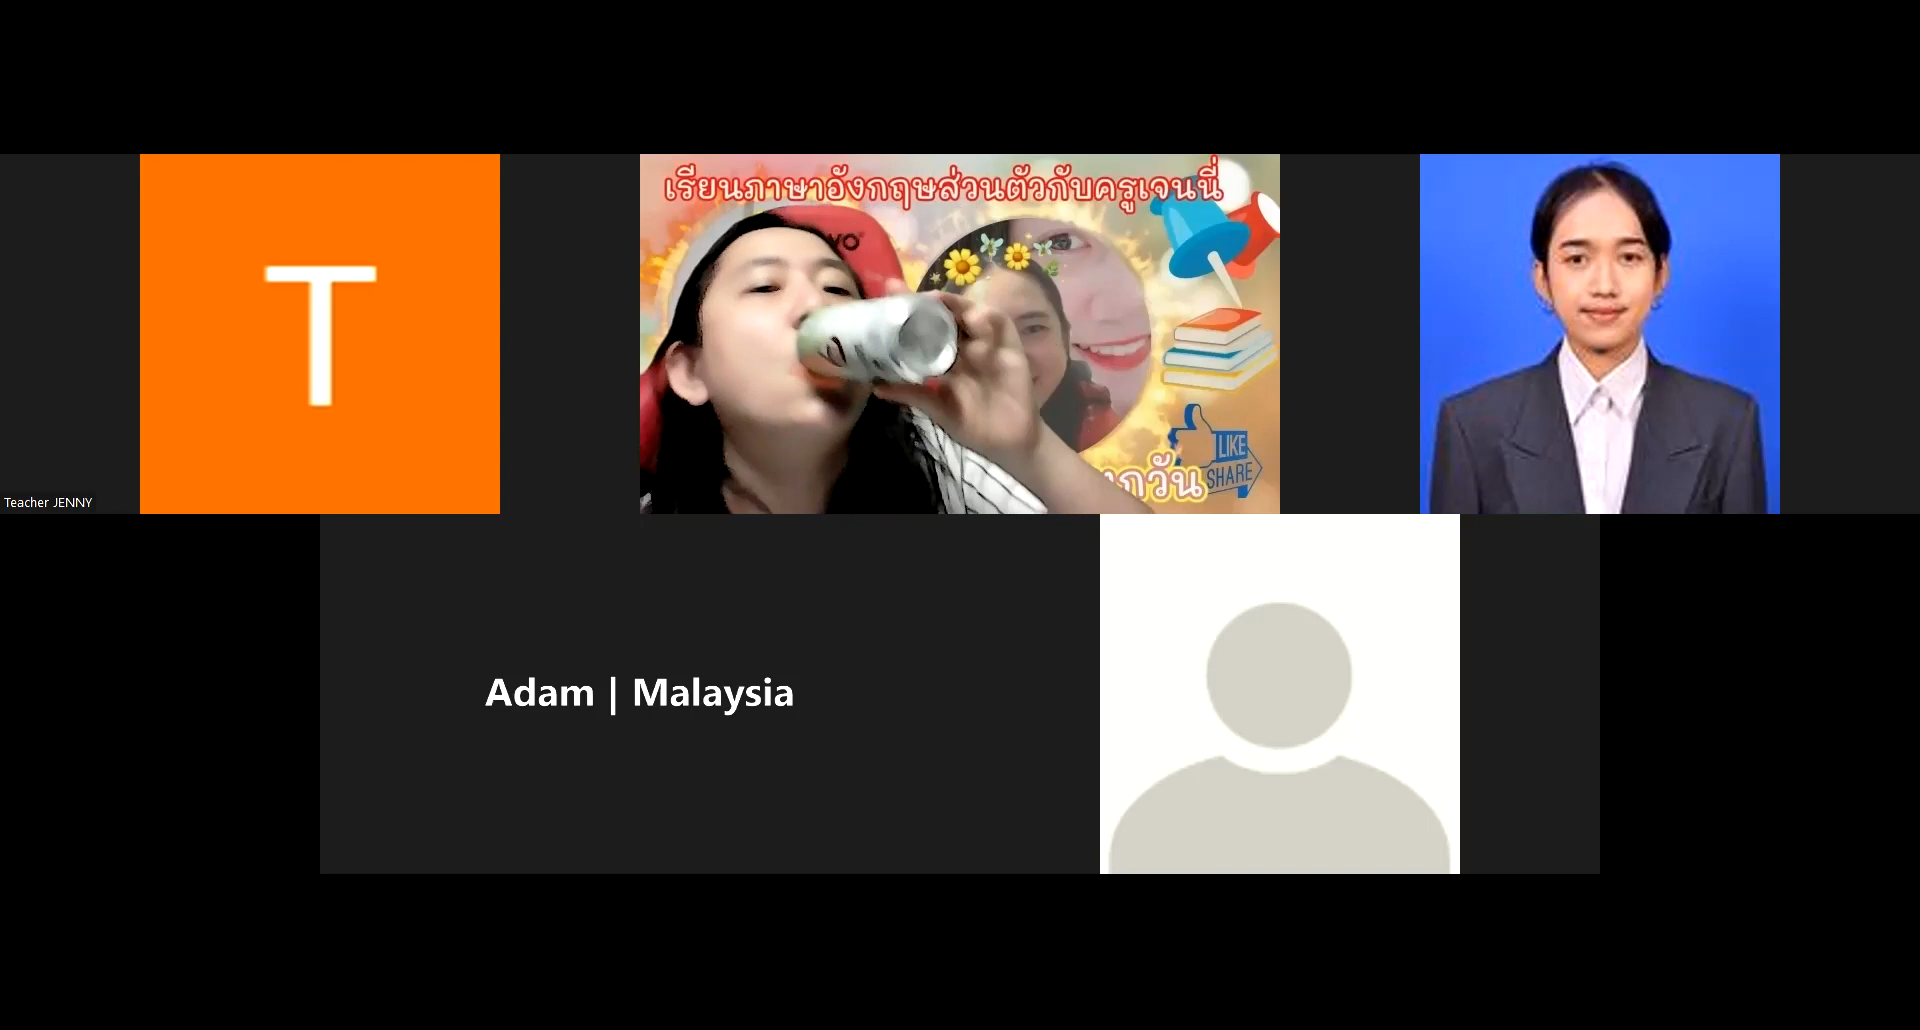 T
Teacher JENNY
เรียนภาษาอังกฤษส่วนตัวกับครูเจนนี่
LIKE
SHARE
Adam | Malaysia